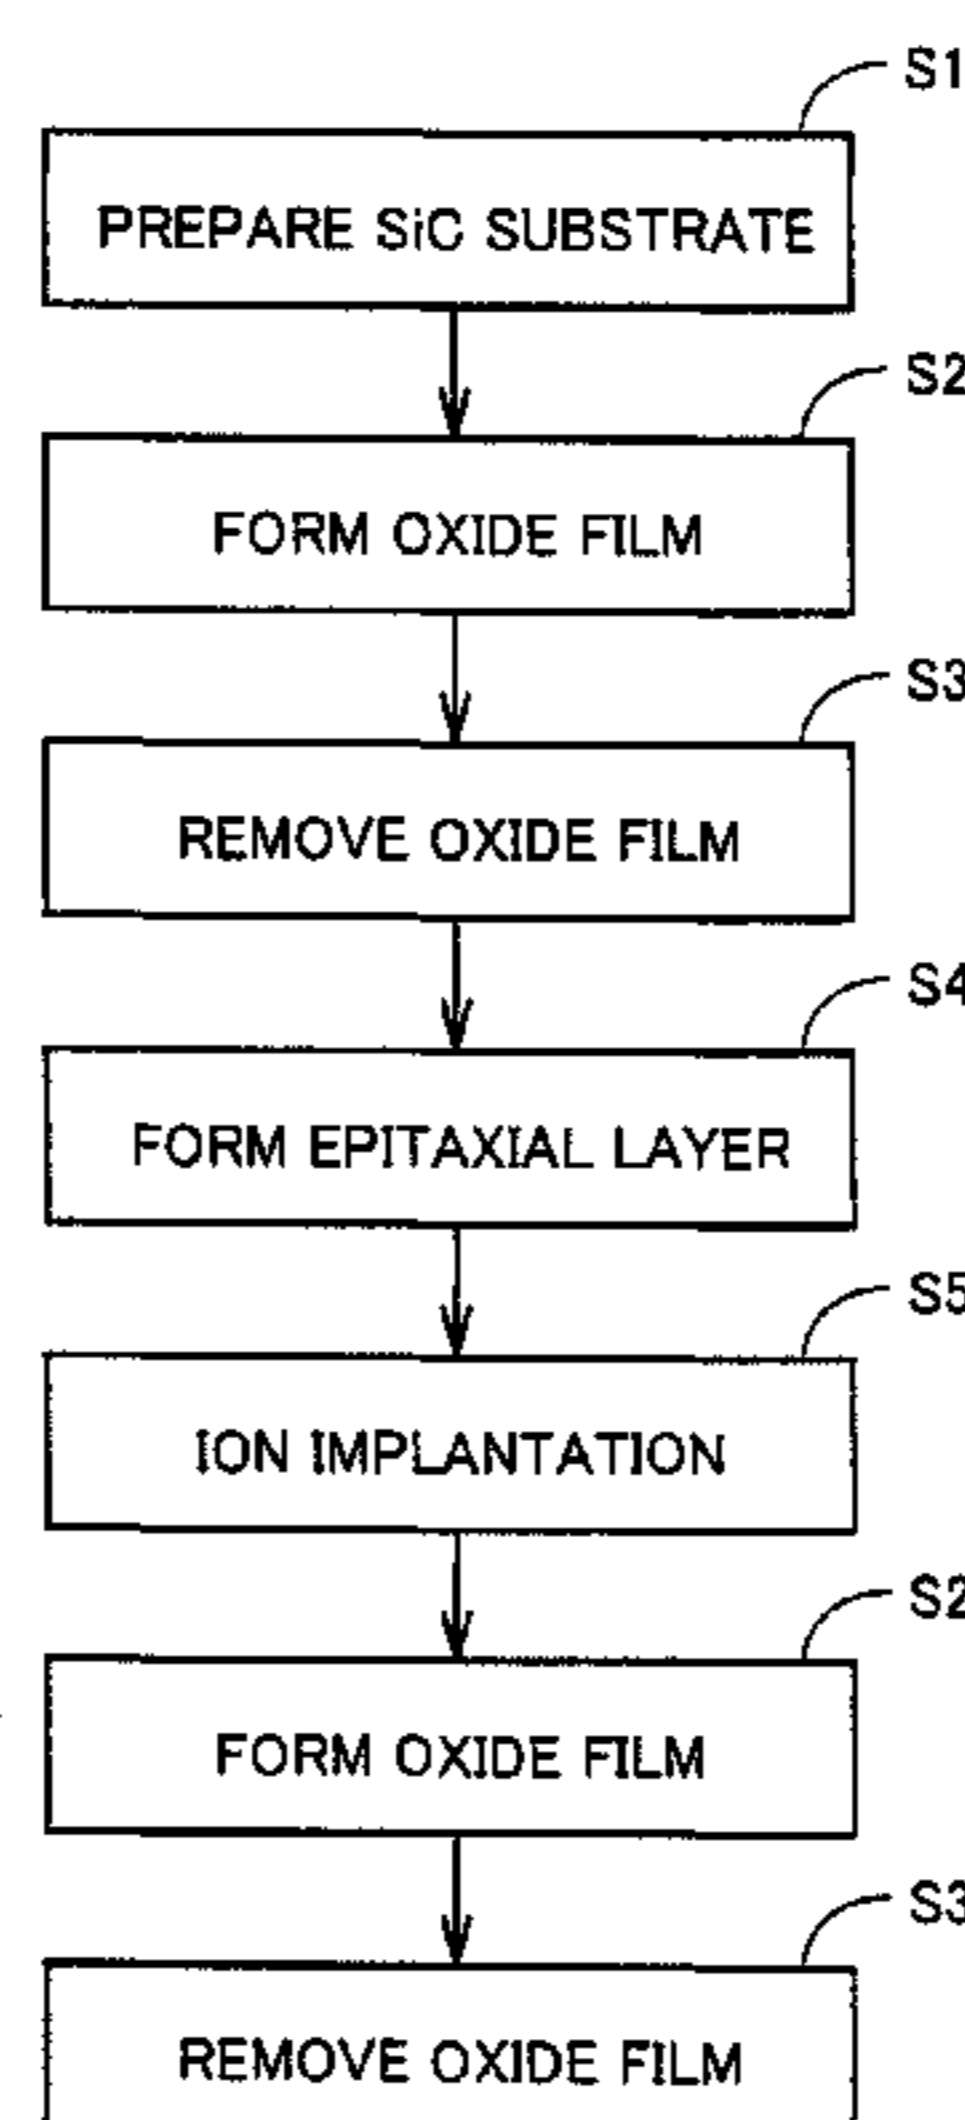 S1
PREPARE SiC SUBSTRATE
S2
FORM OXIDE FILM
S3
REMOVE OXIDE FILM
S4
FORM EPITAXIAL LAYER
S5
ION IMPLANTATION
S2
FORM OXIDE FILM
S3
REMOVE OXIDE FILM